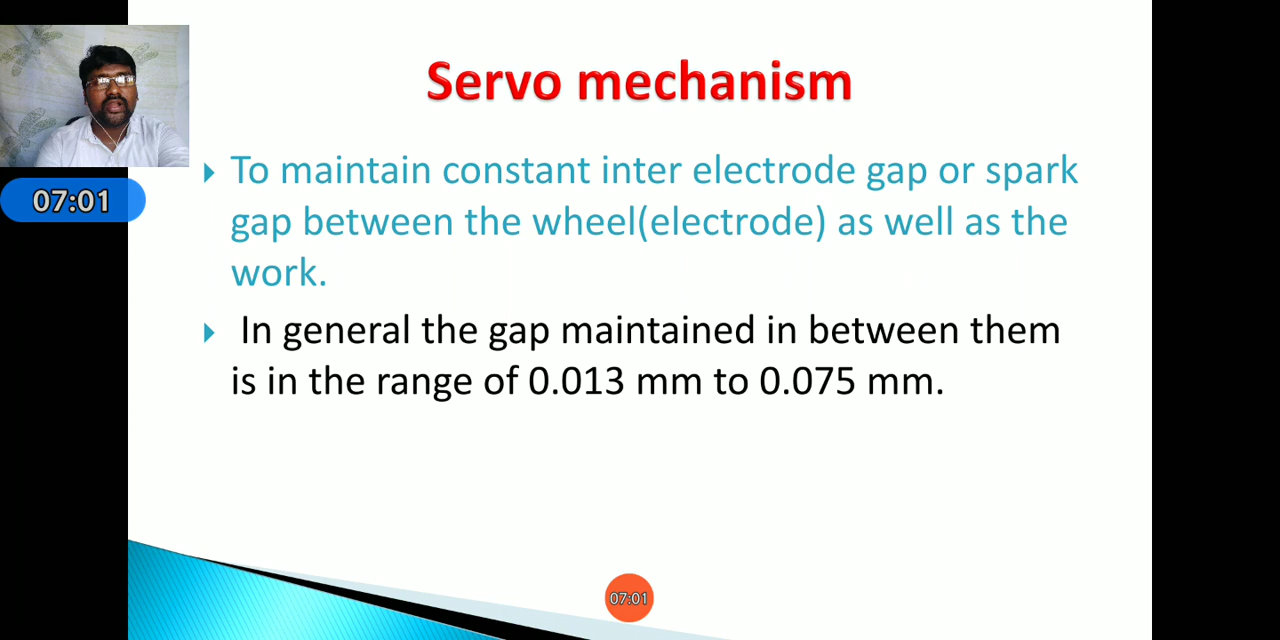 Servo mechanism
To maintain constant inter electrode gap or spark
gap between the wheel(electrode) as well as the
work.
07:01
In general the gap maintained in between them
is in the range of 0.013 mm to 0.075 mm.
07:01